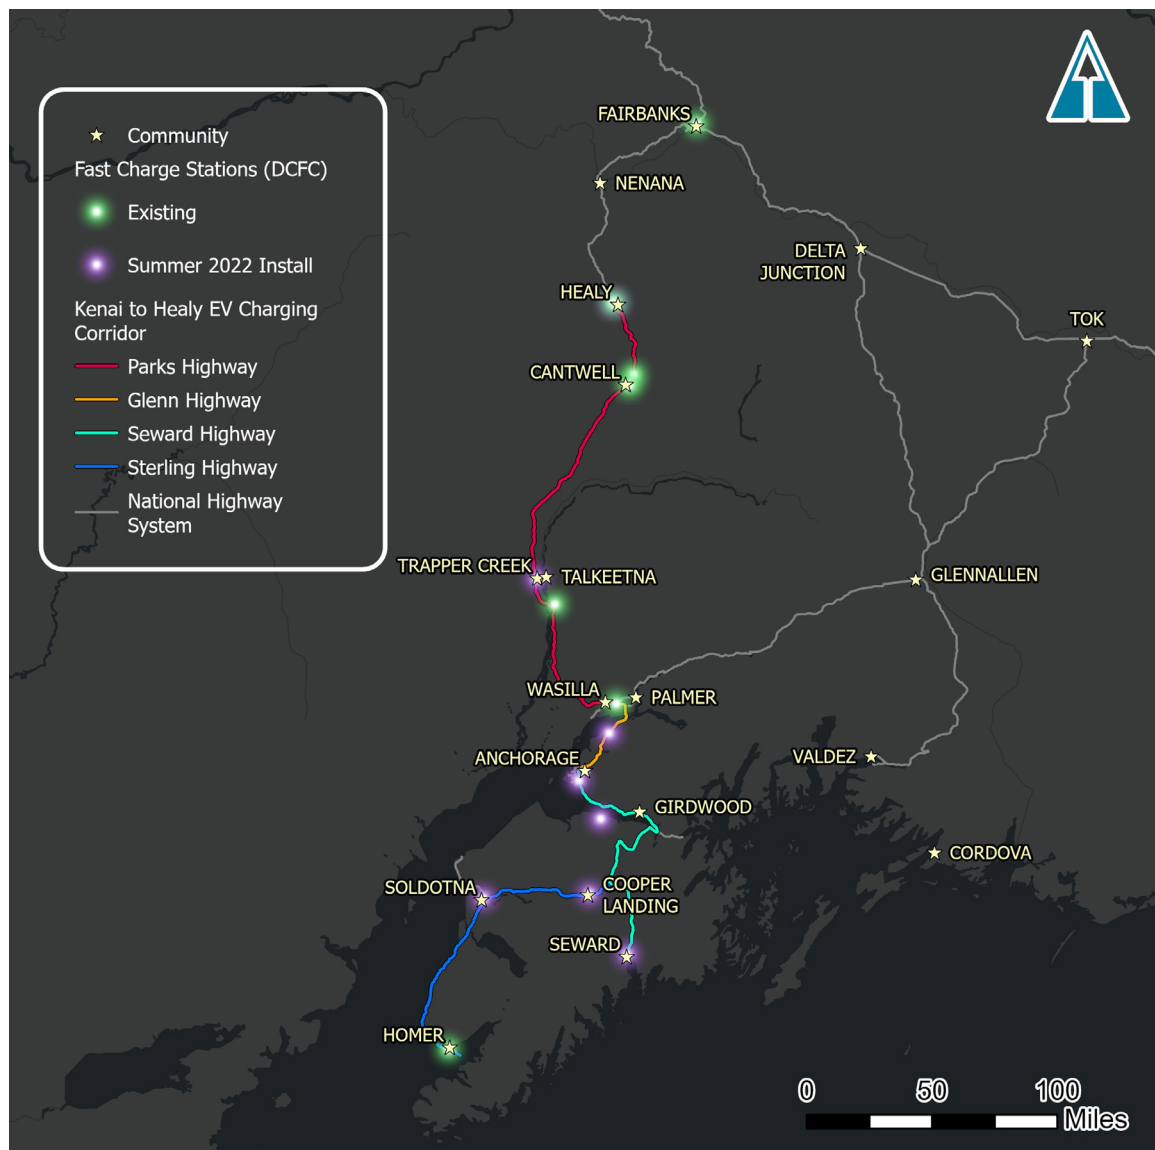 Community
Fast Charge Stations (DCFC)
Existing
Summer 2022 Install
Kenai to Healy EV Charging
Corridor
Parks Highway
Glenn Highway
Seward Highway
Sterling Highway
National Highway
System
FAIRBANKS
NENANA
DELTA
JUNCTION
HEALY
TOK
CANTWELL
TRAPPER CREEK
TALKEETNA
GLENNALLEN
WASILLA
PALMER
ANCHORAGE
VALDEZ
GIRDWOOD
CORDOVA
SOLDOTNA
COOPER
LANDING
SEWARD
HOMER
0 50 100
Miles